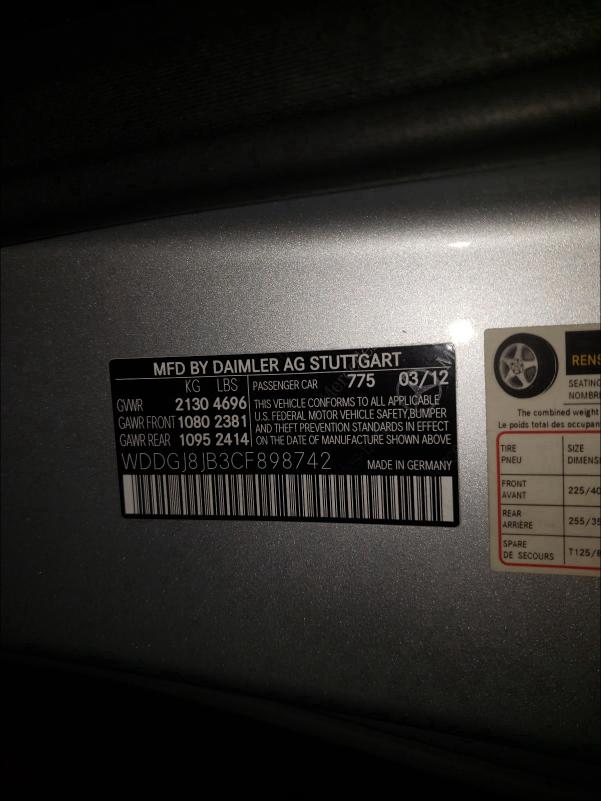 MFD BY DAIMLER AG STUTTGART
KG LBS PASSENGER CAR 775 03/12
GVWR 2130 4696
GAWR FRONT 1080 2381
GAWR REAR 1095 2414
THIS VEHICLE CONFORMS TO ALL APPLICABLE
U.S. FEDERAL MOTOR VEHICLE SAFETY,BUMPER
AND THEFT PREVENTION STANDARDS IN EFFECT
ON THE DATE OF MANUFACTURE SHOWN ABOVE
WDDGJ8JB3CF898742 MADE IN GERMANY
RENS
SEATING
NOMBRE
The combined weight
Le poids total des occupan
TIRE SIZE
PNEU DIMENSI
FRONT
AVANT 225/40
REAR
ARRIÈRE 255/35
SPARE
DE SECOURS T125/8